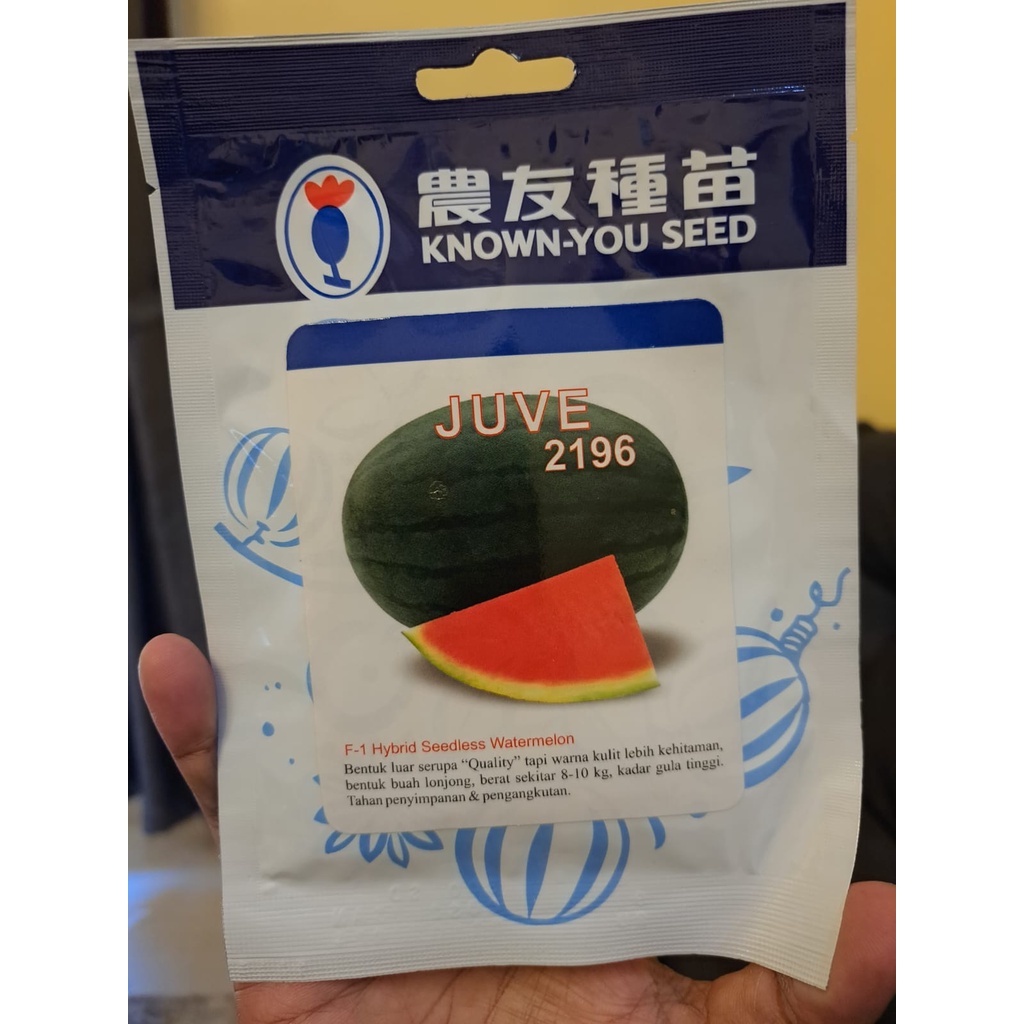 農友種苗
KNOWN-YOU SEED
JUVE
2196
F-1 Hybrid Seedless Watermelon
Bentuk luar serupa “Quality” tapi warna kulit lebih kehitaman,
bentuk buah lonjong, berat sekitar 8-10 kg, kadar gula tinggi.
Tahan penyimpanan & pengangkutan.